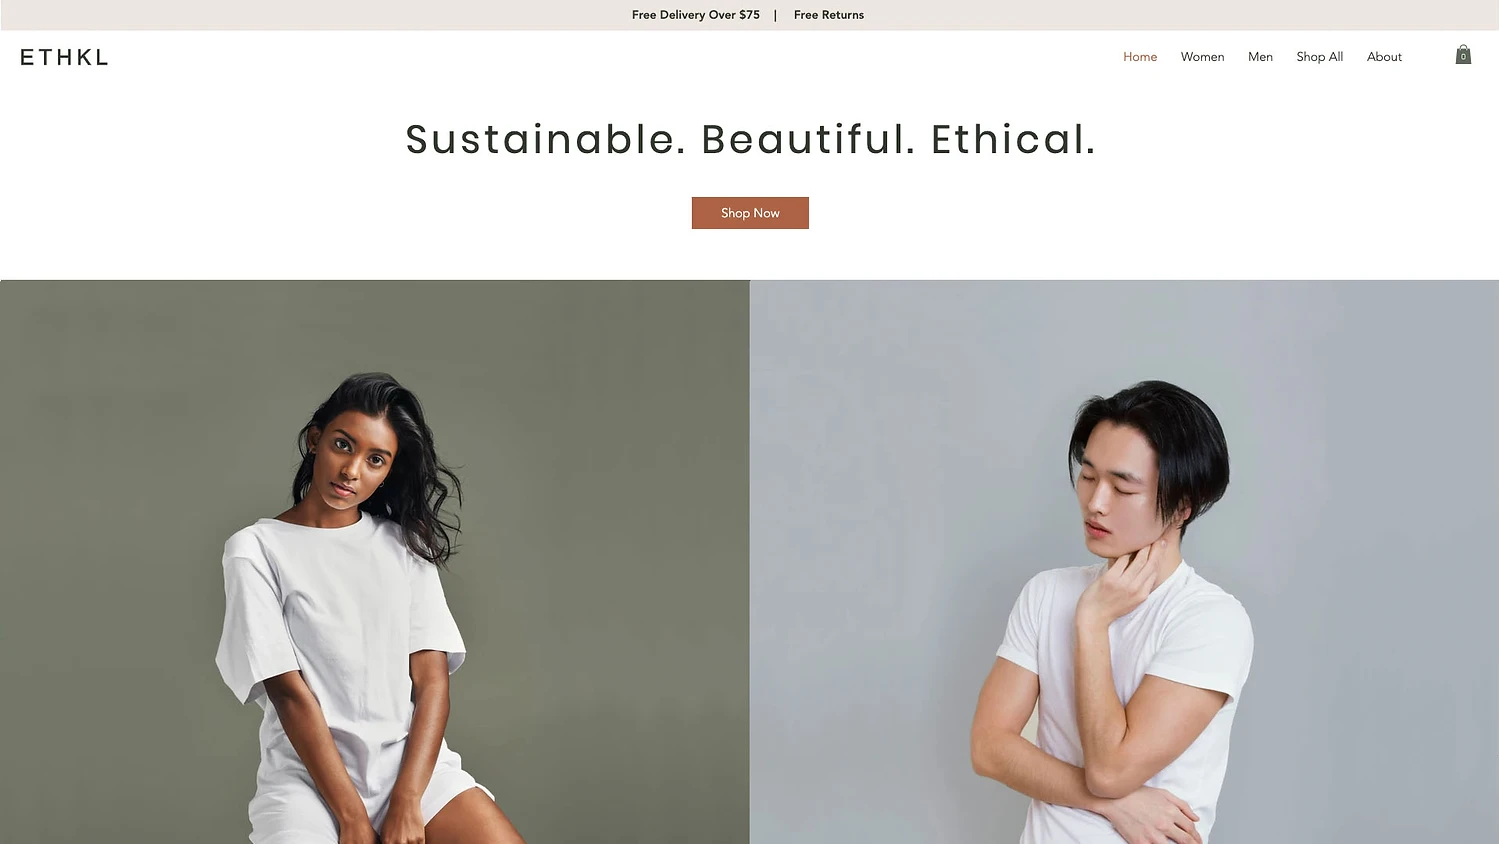 Free Delivery Over $75 | Free Returns
ETHKL
Home Women Men Shop All About
0
Sustainable. Beautiful. Ethical.
Shop Now